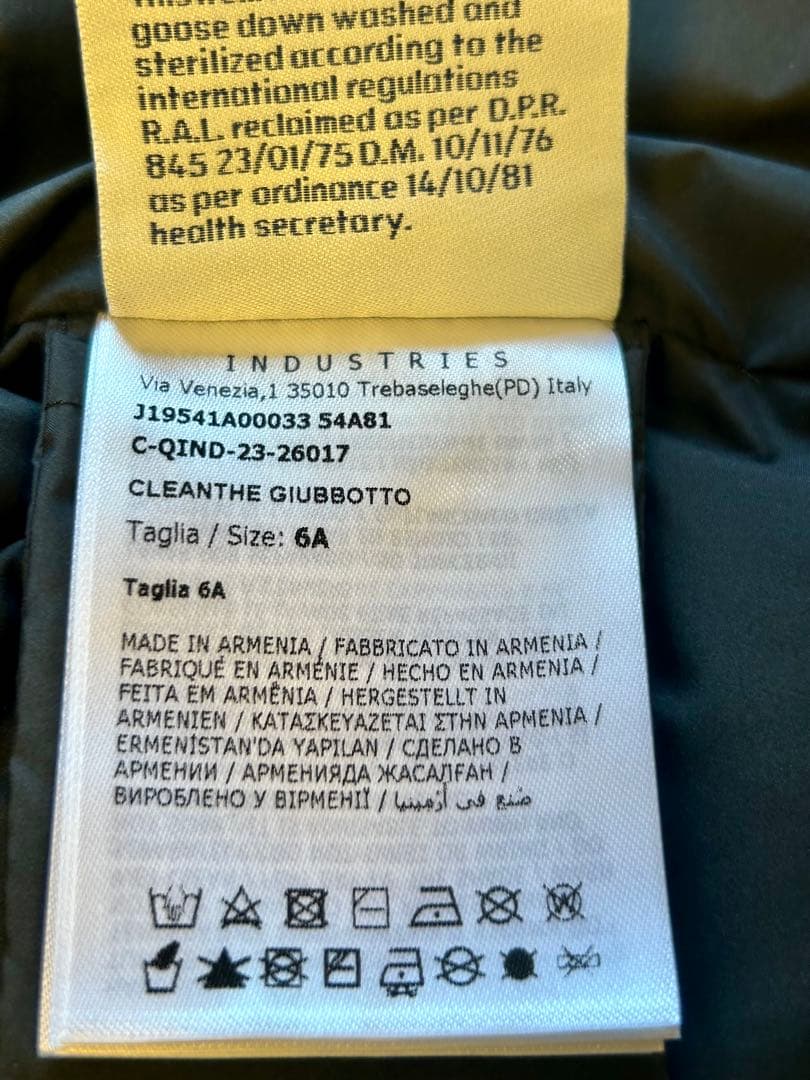 goose down washed and
sterilized according to the
international regulations
R.A.L. reclaimed as per D.P.R.
845 23/01/75 D.M. 10/11/76
as per ordinance 14/10/81
health secretary.
INDUSTRIES
Via Venezia,1 35010 Trebaseleghe(PD) Italy
J19541A00033 54A81
C-QIND-23-26017
CLEANTHE GIUBBOTTO
Taglia / Size: 6A
Taglia 6A
MADE IN ARMENIA / FABBRICATO IN ARMENIA /
FABRIQUÉ EN ARMÉNIE / HECHO EN ARMENIA /
FEITA EM ARMÊNIA / HERGESTELLT IN
ARMENIEN / ΚΑΤΑΣΚΕΥΑΖΕΤΑΙ ΣΤΗΝ ΑΡΜΕΝΙΑ /
ERMENİSTAN'DA YAPILAN / СДЕЛАНО В
АРМЕНИИ / АРМЕНИЯДА ЖАСАЛҒАН /
ВИРОБЛЕНО У ВІРМЕНІЇ / صنع في أرمينيا